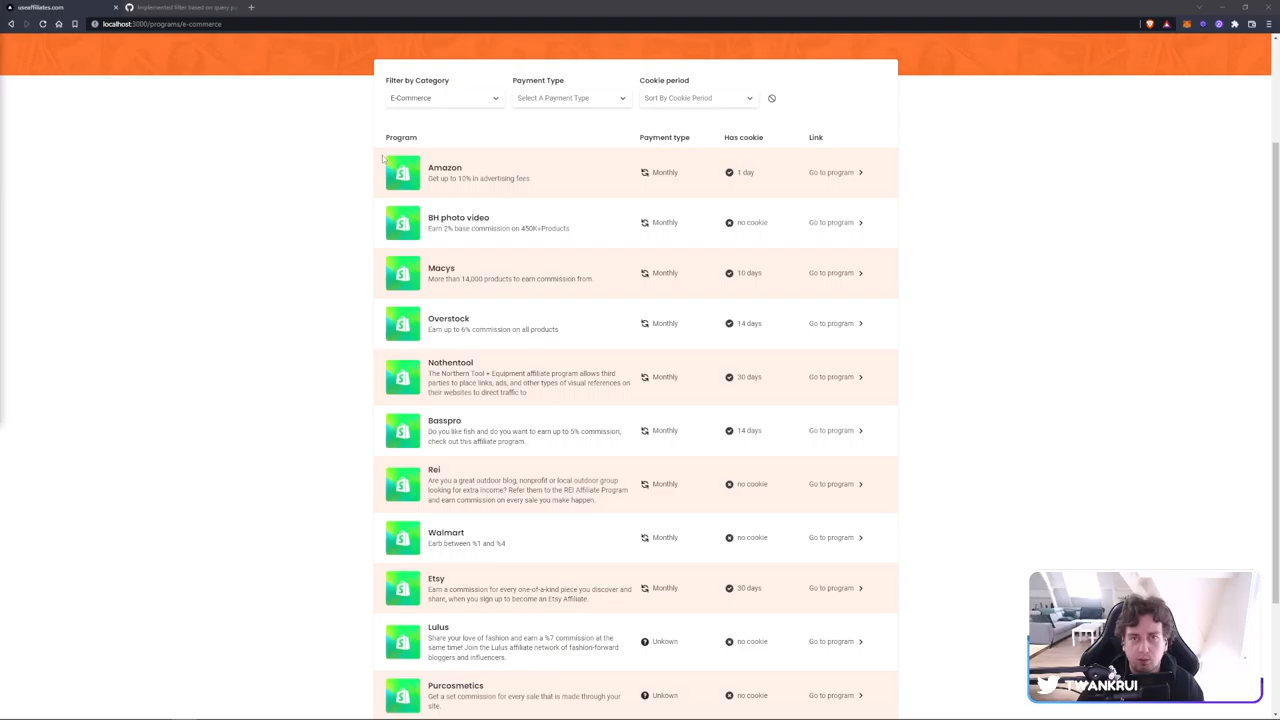 useaffiliates.com
Implemented filter based on query p
localhost:3000/programs/e-commerce
Filter by Category
Payment Type
Cookie period
E-Commerce
Select A Payment Type
Sort By Cookie Period
Program
Payment type
Has cookie
Link
Amazon
Get up to 10% in advertising fees
Monthly
1 day
Go to program
BH photo video
Earn 2% base commission on 450K+Products
Monthly
no cookie
Go to program
Macys
More than 14,000 products to earn commission from.
Monthly
10 days
Go to program
Overstock
Earn up to 6% commission on all products
Monthly
14 days
Go to program
Nothentool
The Northern Tool + Equipment affiliate program allows third
parties to place links, ads, and other types of visual references on
their websites to direct traffic to
Monthly
30 days
Go to program
Basspro
Do you like fish and do you want to earn up to 5% commission,
check out this affiliate program.
Monthly
14 days
Go to program
Rei
Are you a great outdoor blog, nonprofit or local outdoor group
looking for extra income? Refer them to the REI Affiliate Program
and earn commission on every sale you make happen.
Monthly
no cookie
Go to program
Walmart
Earb between %1 and %4
Monthly
no cookie
Go to program
Etsy
Earn a commission for every one-of-a-kind piece you discover and
share, when you sign up to become an Etsy Affiliate.
Monthly
30 days
Go to program
Lulus
Share your love of fashion and earn a %7 commission at the
same time! Join the Lulus affiliate network of fashion-forward
bloggers and influencers.
Unkown
no cookie
Go to program
Purcosmetics
Get a set commission for every sale that is made through your
site.
Unkown
no cookie
Go to program
TWANKRUI